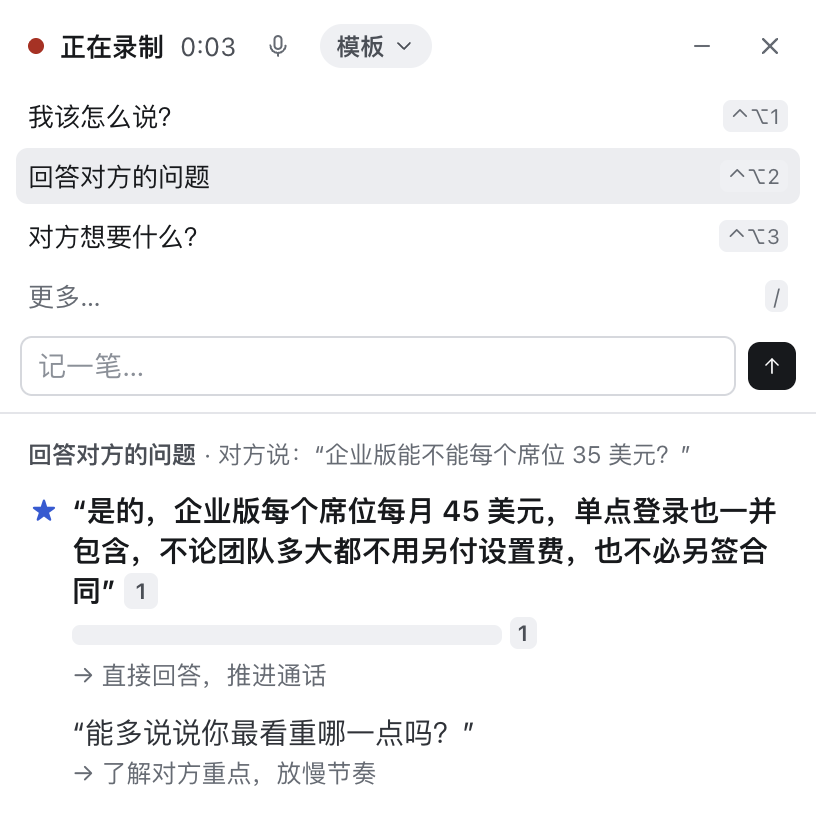 正在录制 0:03 模板
我该怎么说? ⌃⌥1
回答对方的问题 ⌃⌥2
对方想要什么? ⌃⌥3
更多... /
记一笔...
回答对方的问题 · 对方说：“企业版能不能每个席位 35 美元？”
“是的，企业版每个席位每月 45 美元，单点登录也一并
包含，不论团队多大都不用另付设置费，也不必另签合
同” 1
1
→ 直接回答，推进通话
“能多说说你最看重哪一点吗？”
→ 了解对方重点，放慢节奏